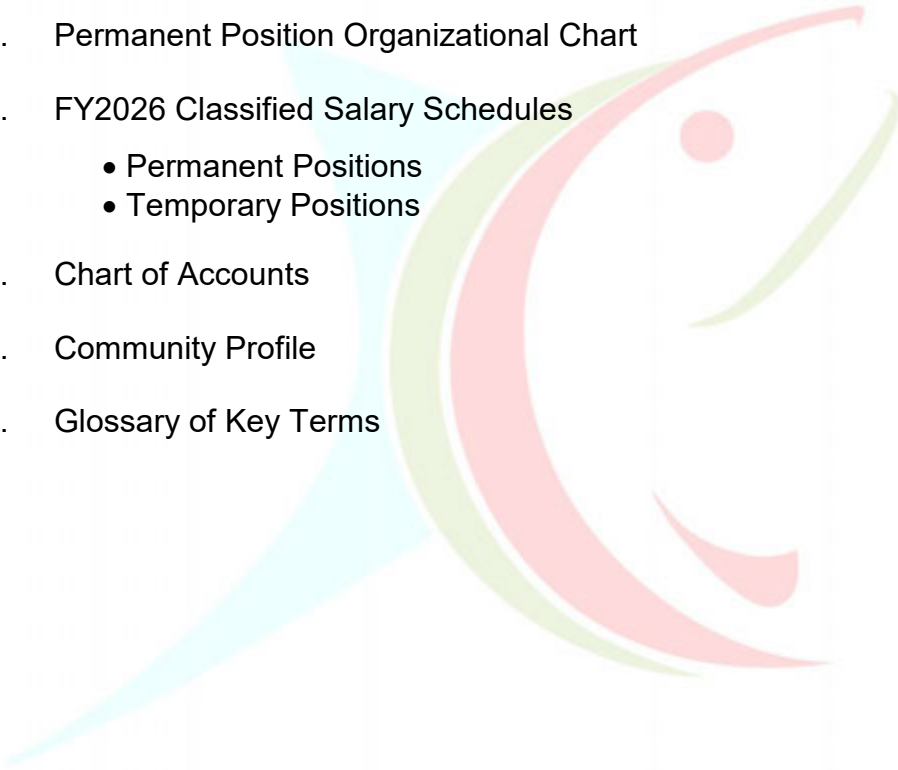 . Permanent Position Organizational Chart
. FY2026 Classified Salary Schedules
• Permanent Positions
• Temporary Positions
. Chart of Accounts
. Community Profile
. Glossary of Key Terms